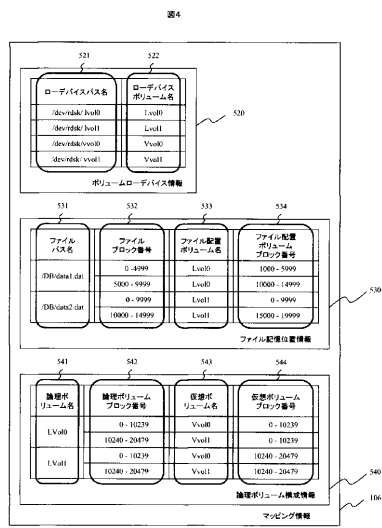 図4
521 522
ローデバイスパス名 ローデバイスボリューム名
/dev/rdsk/lvol0 Lvol0
/dev/rdsk/lvol1 Lvol1
/dev/rdsk/vvol0 Vvol0
/dev/rdsk/vvol1 Vvol1
520
ボリュームローデバイス情報
531 532 533 534
ファイルパス名 ファイルブロック番号 ファイル配置ボリューム名 ファイル配置ボリュームブロック番号
/DB/data1.dat 0 -4999 Lvol0 1000 - 5999
5000 - 9999 Lvol0 10000 - 14999
/DB/data2.dat 0 - 9999 Lvol1 0 - 9999
10000 - 14999 Lvol1 15000 - 19999
530
ファイル記憶位置情報
541 542 543 544
論理ボリューム名 論理ボリュームブロック番号 仮想ボリューム名 仮想ボリュームブロック番号
LVol0 0 - 10239 Vvol0 0 - 10239
10240 - 20479 Vvol1 0 - 10239
LVol1 0 - 10239 Vvol0 10240 - 20479
10240 - 20479 Vvol1 10240 - 20479
540
論理ボリューム構成情報
106
マッピング情報